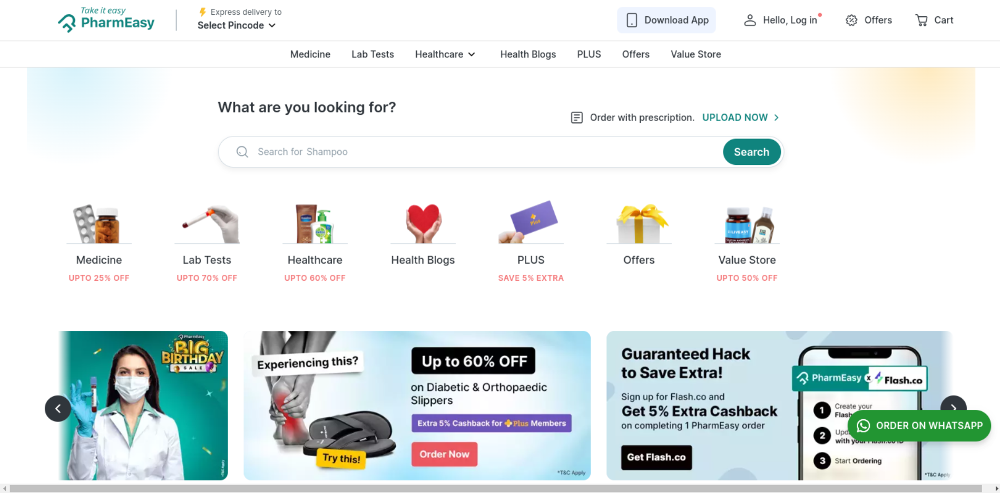 Take it easy
PharmEasy
Express delivery to
Select Pincode
Download App
Hello, Log in
Offers
Cart
Medicine
Lab Tests
Healthcare
Health Blogs
PLUS
Offers
Value Store
What are you looking for?
Order with prescription.
UPLOAD NOW
Search for Shampoo
Search
Plus
LIVEASY
Medicine
Lab Tests
Healthcare
Health Blogs
PLUS
Offers
Value Store
UPTO 25% OFF
UPTO 70% OFF
UPTO 60% OFF
SAVE 5% EXTRA
UPTO 50% OFF
PharmEasy
BIG
BIRTHDAY
SALE
*T&C Apply
Experiencing this?
Try this!
Up to 60% OFF
on Diabetic & Orthopaedic
Slippers
Extra 5% Cashback for Plus Members
Order Now
*T&C Apply
Guaranteed Hack
to Save Extra!
Sign up for Flash.co and
Get 5% Extra Cashback
on completing 1 PharmEasy order
Get Flash.co
PharmEasy x Flash.co
1 Create your
Flash
2 Upd
with your Flash.co ID
3 Start Ordering
*T&C Apply
ORDER ON WHATSAPP